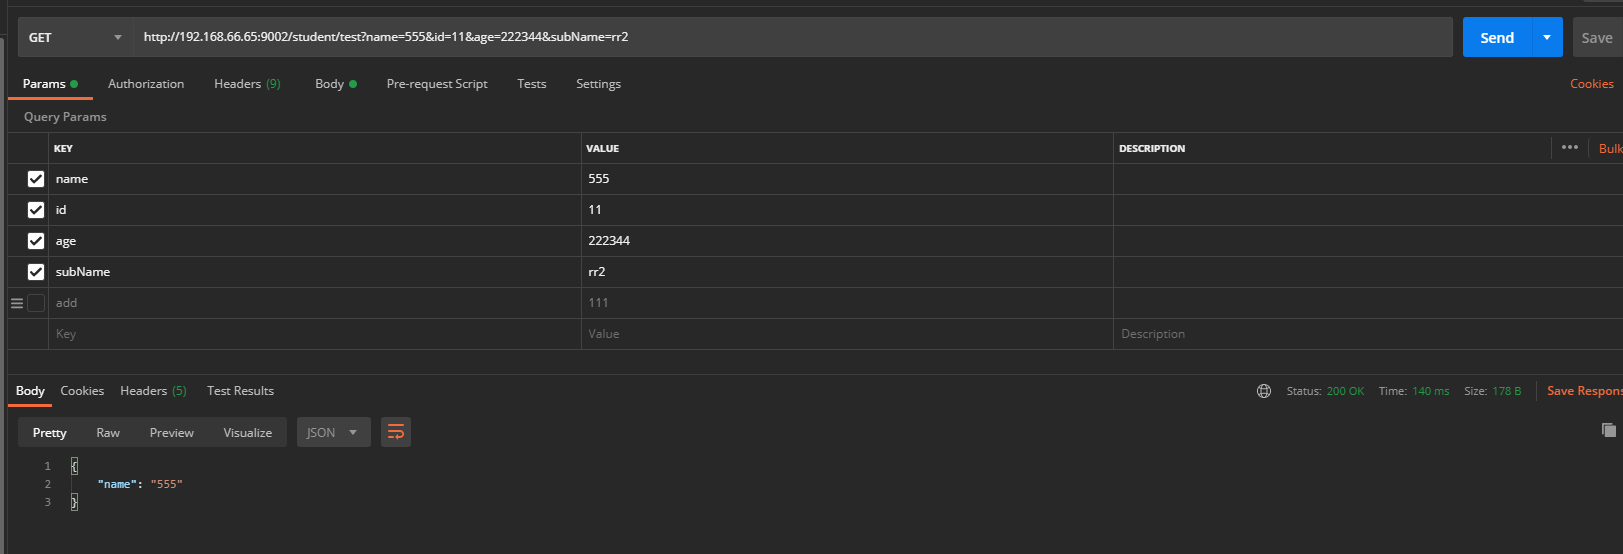 GET http://192.168.66.65:9002/student/test?name=555&id=11&age=222344&subName=rr2 Send Save
Params Authorization Headers (9) Body Pre-request Script Tests Settings Cookies
Query Params
KEY VALUE DESCRIPTION ••• Bulk
name 555
id 11
age 222344
subName rr2
add 111
Key Value Description
Body Cookies Headers (5) Test Results Status: 200 OK Time: 140 ms Size: 178 B Save Respons
Pretty Raw Preview Visualize JSON
1 {
2 "name": "555"
3 }